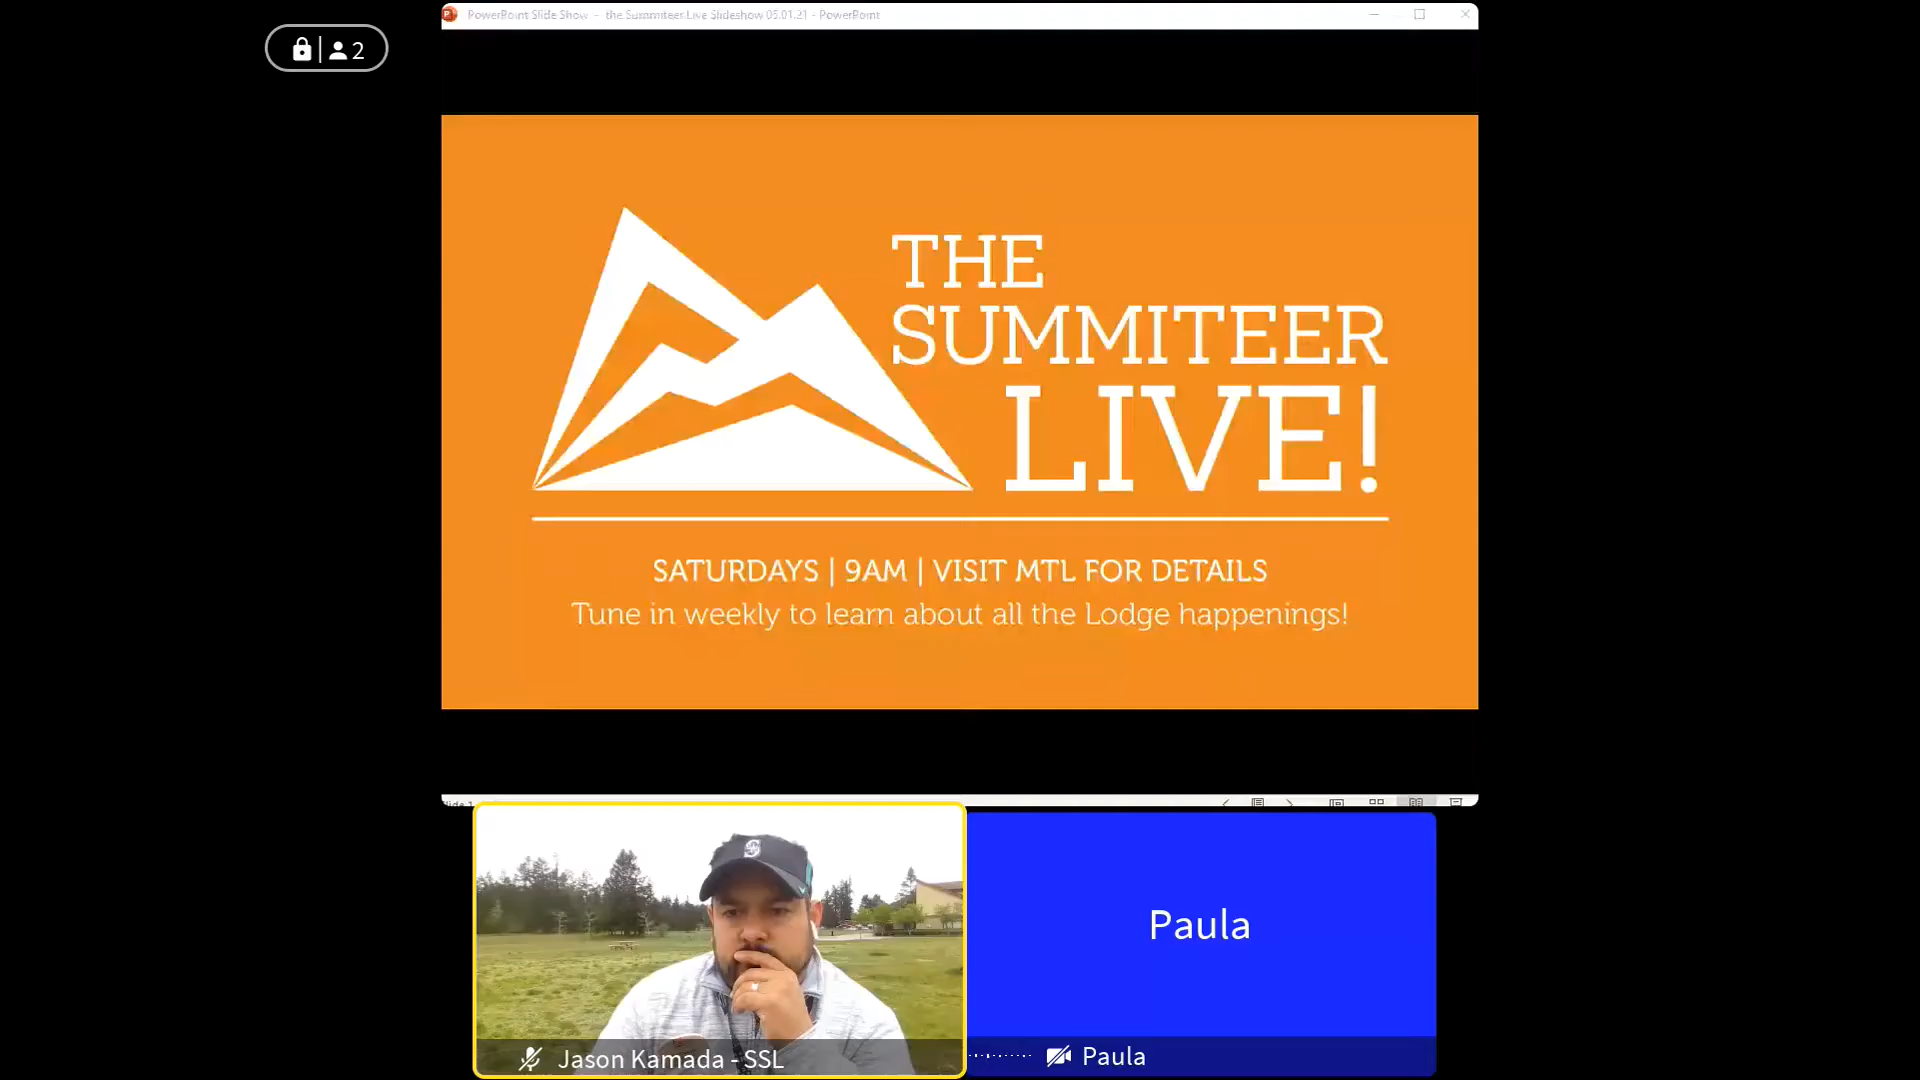 PowerPoint Slide Show - the Summiteer Live Slideshow 05.01.21 - PowerPoint
2
THE
SUMMITEER
LIVE!
SATURDAYS | 9AM | VISIT MTL FOR DETAILS
Tune in weekly to learn about all the Lodge happenings!
S
Paula
Jason Kamada - SSL
Paula